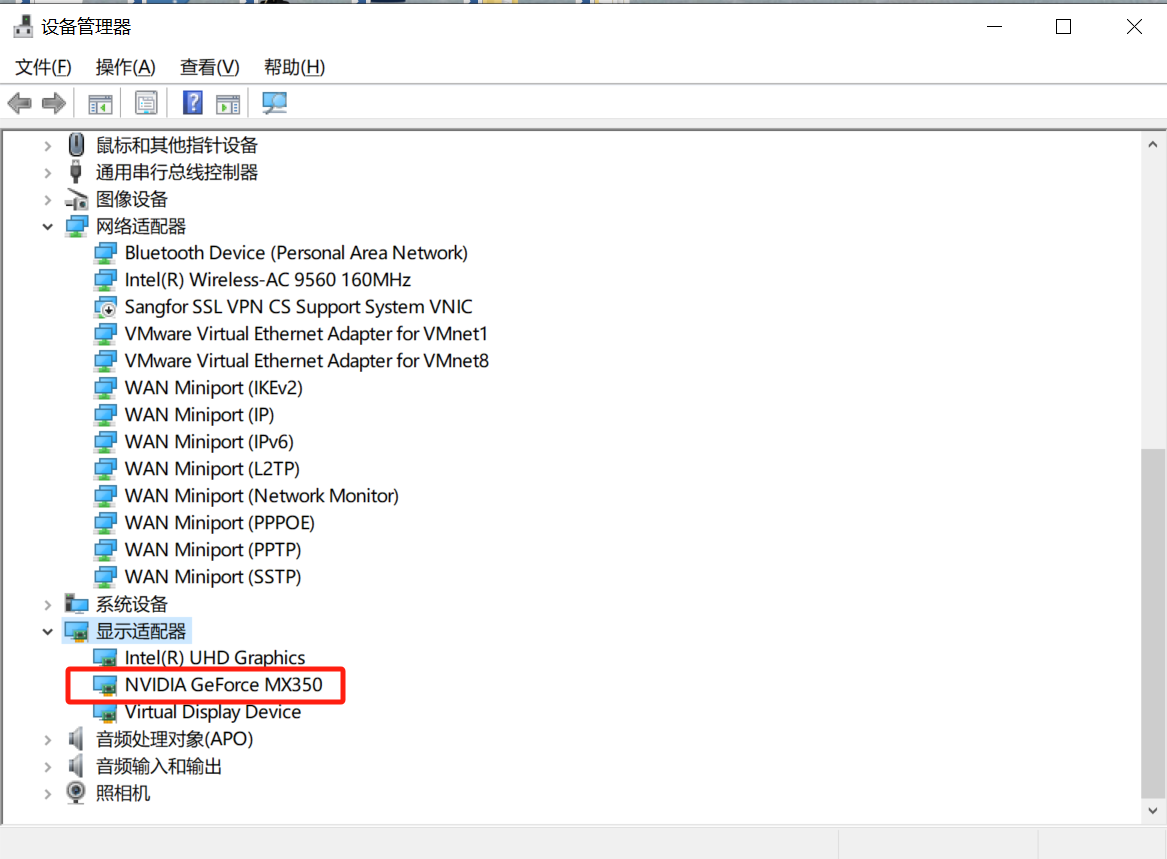 设备管理器
文件(F) 操作(A) 查看(V) 帮助(H)
鼠标和其他指针设备
通用串行总线控制器
图像设备
网络适配器
Bluetooth Device (Personal Area Network)
Intel(R) Wireless-AC 9560 160MHz
Sangfor SSL VPN CS Support System VNIC
VMware Virtual Ethernet Adapter for VMnet1
VMware Virtual Ethernet Adapter for VMnet8
WAN Miniport (IKEv2)
WAN Miniport (IP)
WAN Miniport (IPv6)
WAN Miniport (L2TP)
WAN Miniport (Network Monitor)
WAN Miniport (PPPOE)
WAN Miniport (PPTP)
WAN Miniport (SSTP)
系统设备
显示适配器
Intel(R) UHD Graphics
NVIDIA GeForce MX350
Virtual Display Device
音频处理对象(APO)
音频输入和输出
照相机